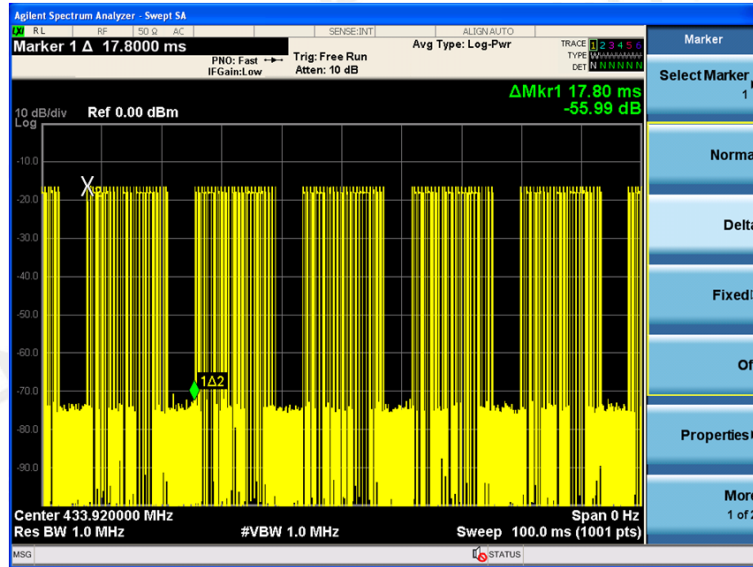 Agilent Spectrum Analyzer - Swept SA
RL RF 50 Ω AC SENSE:INT ALIGN AUTO
Marker 1 Δ 17.8000 ms
PNO: Fast
IFGain:Low
Trig: Free Run
Atten: 10 dB
Avg Type: Log-Pwr
TRACE 1 2 3 4 5 6
TYPE W
DET N N N N N N
ΔMkr1 17.80 ms
-55.99 dB
10 dB/div
Log
Ref 0.00 dBm
-10.0
-20.0
-30.0
-40.0
-50.0
-60.0
-70.0
-80.0
-90.0
X2
1Δ2
Center 433.920000 MHz
Res BW 1.0 MHz
#VBW 1.0 MHz
Span 0 Hz
Sweep 100.0 ms (1001 pts)
MSG
STATUS
Marker
Select Marker
1
Norma
Delta
Fixed
Of
Properties
More
1 of 2